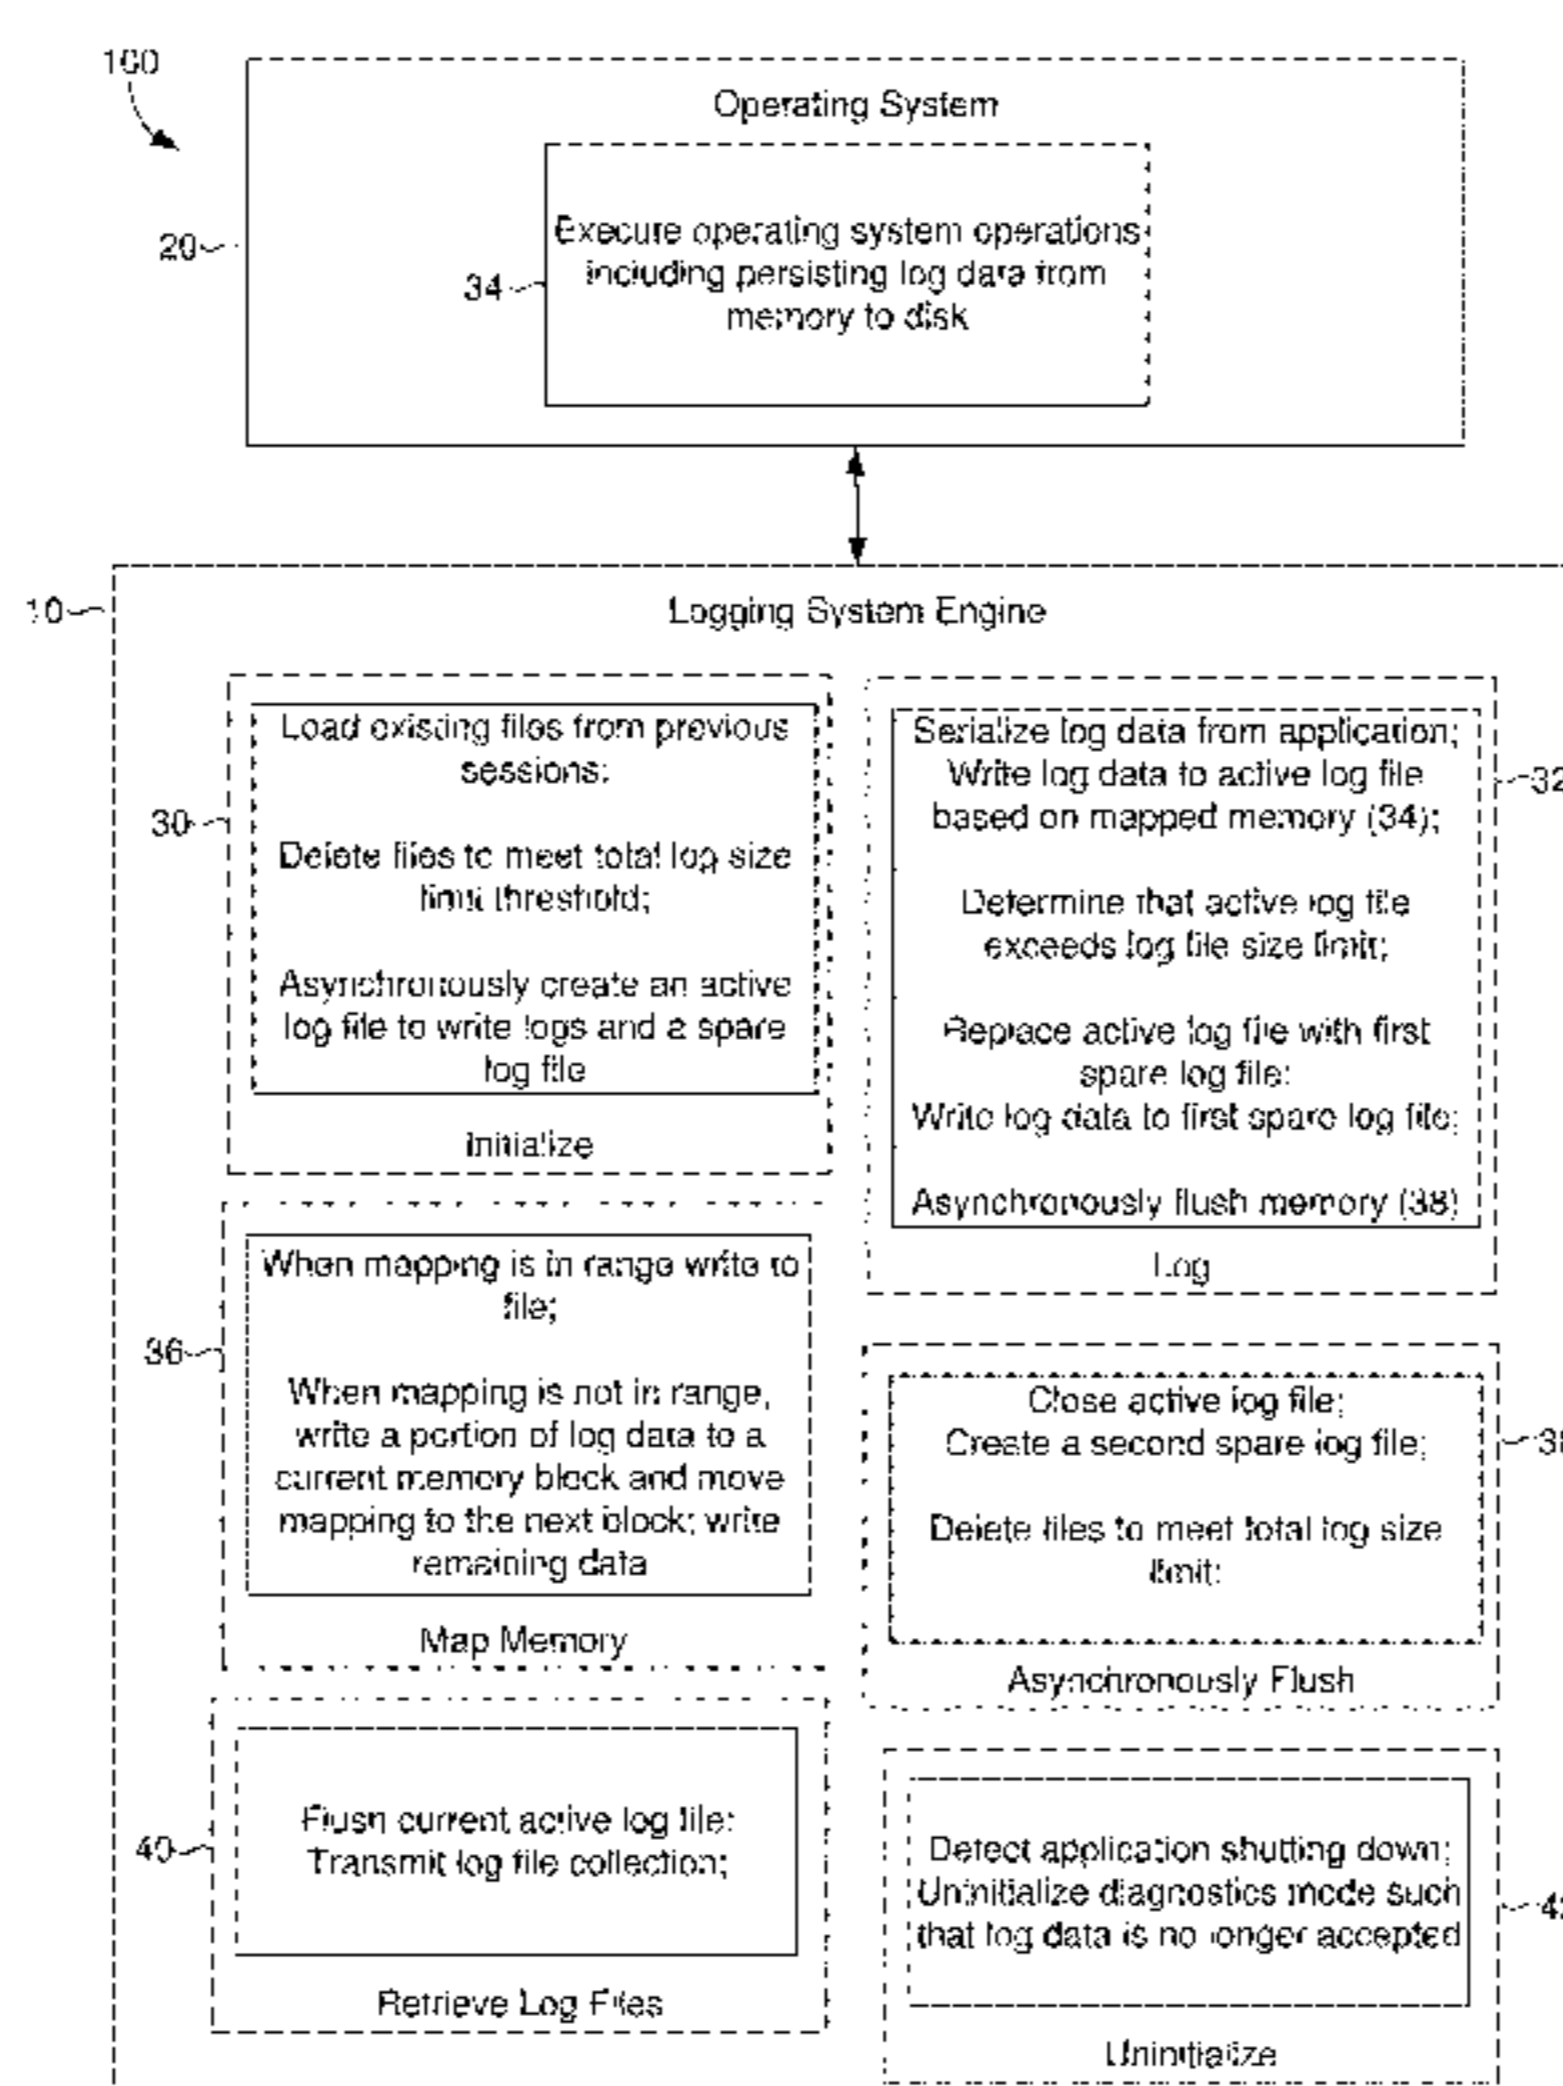 100
Operating System
20
Execure operating system operations
including persisting log data from
34
memory to disk
10
Logging System Engine
Load existing files from previous
sessions;
30
Delete files to meet total log size
limit threshold;
Asynchronously create an active
log file to write logs and a spare
log file
Initialize
Serialize log data from application;
Write log data to active log file
32
based on mapped memory (34);
Determine that active log file
exceeds log file size limit;
Replace active log file with first
spare log file;
Write log data to first spare log file;
Asynchronously flush memory (38)
Log
When mapping is in range write to
file;
36
When mapping is not in range,
write a portion of log data to a
current memory block and move
mapping to the next block; write
remaining data
Map Memory
Close active log file;
Create a second spare log file;
Delete files to meet total log size
limit;
Asynchronously Flush
Flush current active log file;
40
Transmit log file collection;
Retrieve Log Files
Detect application shutting down;
Uninitialize diagnostics mode such
that log data is no longer accepted
Uninitialize